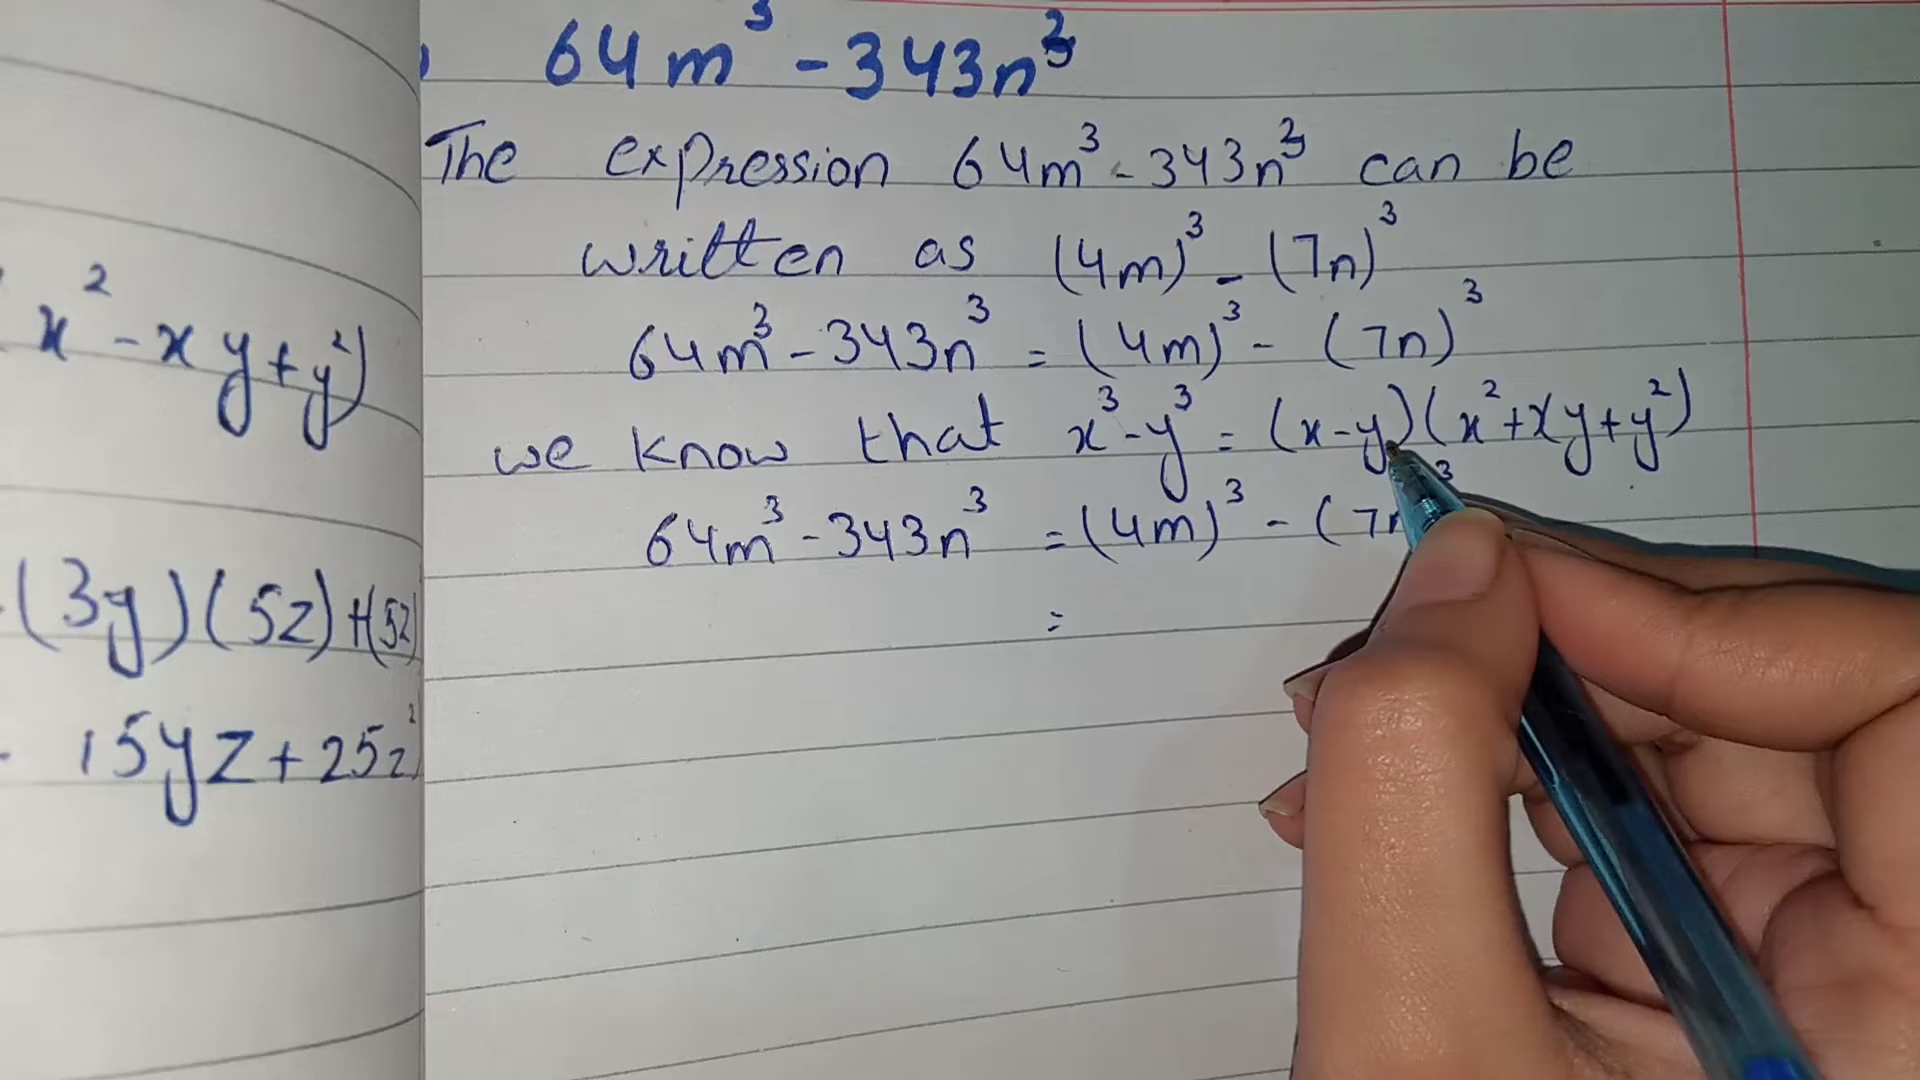 x² - xy + y²)
(3y)(5z) + (5z
15yz + 25z²
64m³ - 343n³
The expression 64m³ - 343n³ can be
written as (4m)³ - (7n)³
64m³ - 343n³ = (4m)³ - (7n)³
we know that x³ - y³ = (x-y)(x² + xy + y²)
64m³ - 343n³ = (4m)³ - (7n ³
=